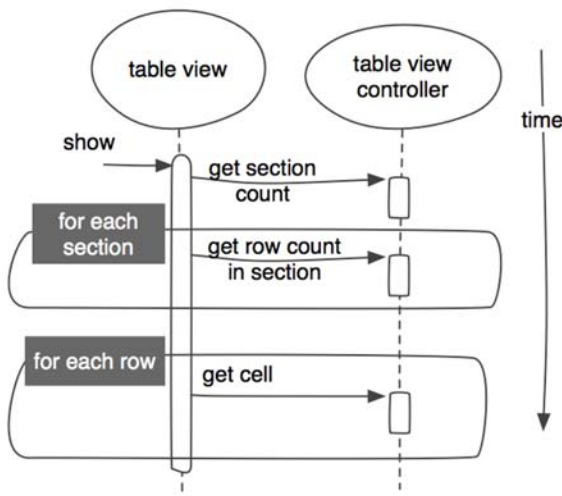 table view
table view
controller
time
show
get section
count
for each
section
get row count
in section
for each row
get cell